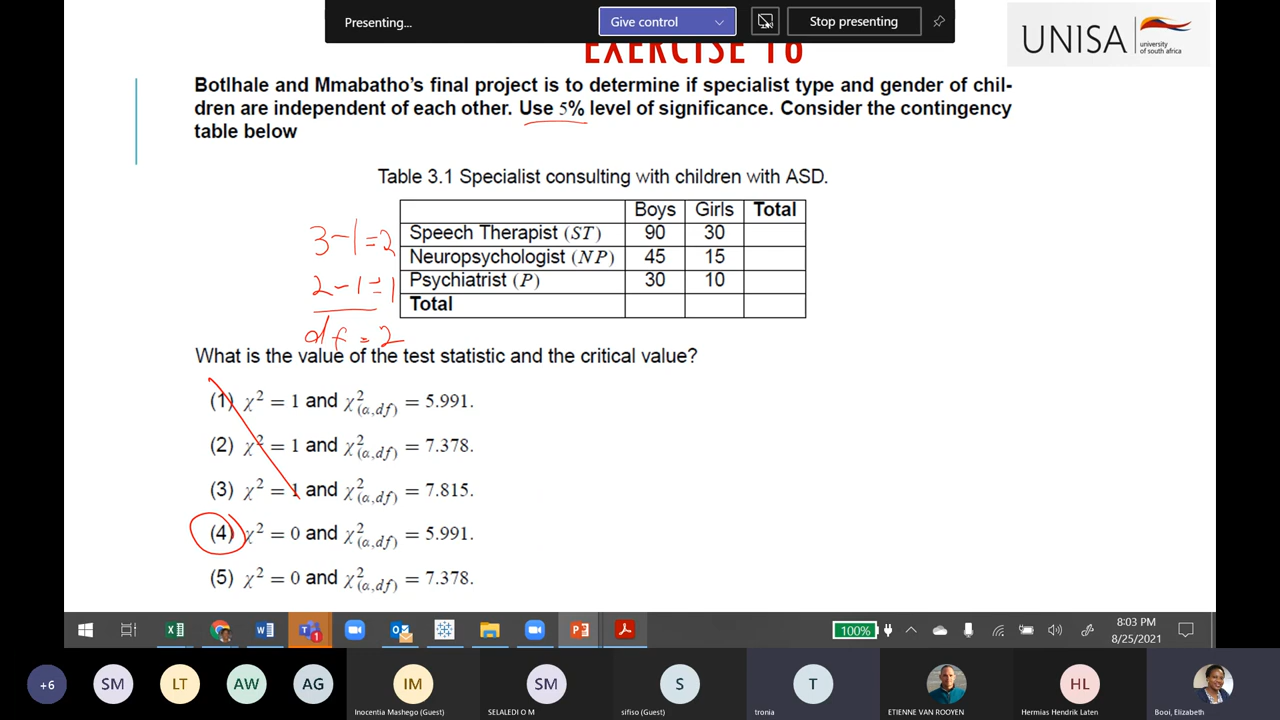 Presenting...
Give control
Stop presenting
UNISA
university
of south africa
EXERCISE 18
Botlhale and Mmabatho's final project is to determine if specialist type and gender of chil-
dren are independent of each other. Use 5% level of significance. Consider the contingency
table below
Table 3.1 Specialist consulting with children with ASD.
Boys Girls Total
Speech Therapist (ST) 90 30
Neuropsychologist (NP) 45 15
Psychiatrist (P) 30 10
Total
3-1=2
2-1=1
df=2
What is the value of the test statistic and the critical value?
(1) χ² = 1 and χ²(α,df) = 5.991.
(2) χ² = 1 and χ²(α,df) = 7.378.
(3) χ² = 1 and χ²(α,df) = 7.815.
(4) χ² = 0 and χ²(α,df) = 5.991.
(5) χ² = 0 and χ²(α,df) = 7.378.
100%
8:03 PM
8/25/2021
+6 SM LT AW AG IM SM S T HL
Inocentia Mashego (Guest) SELALEDI O M sifiso (Guest) tronia ETIENNE VAN ROOYEN Hermias Hendrik Laten Booi, Elizabeth